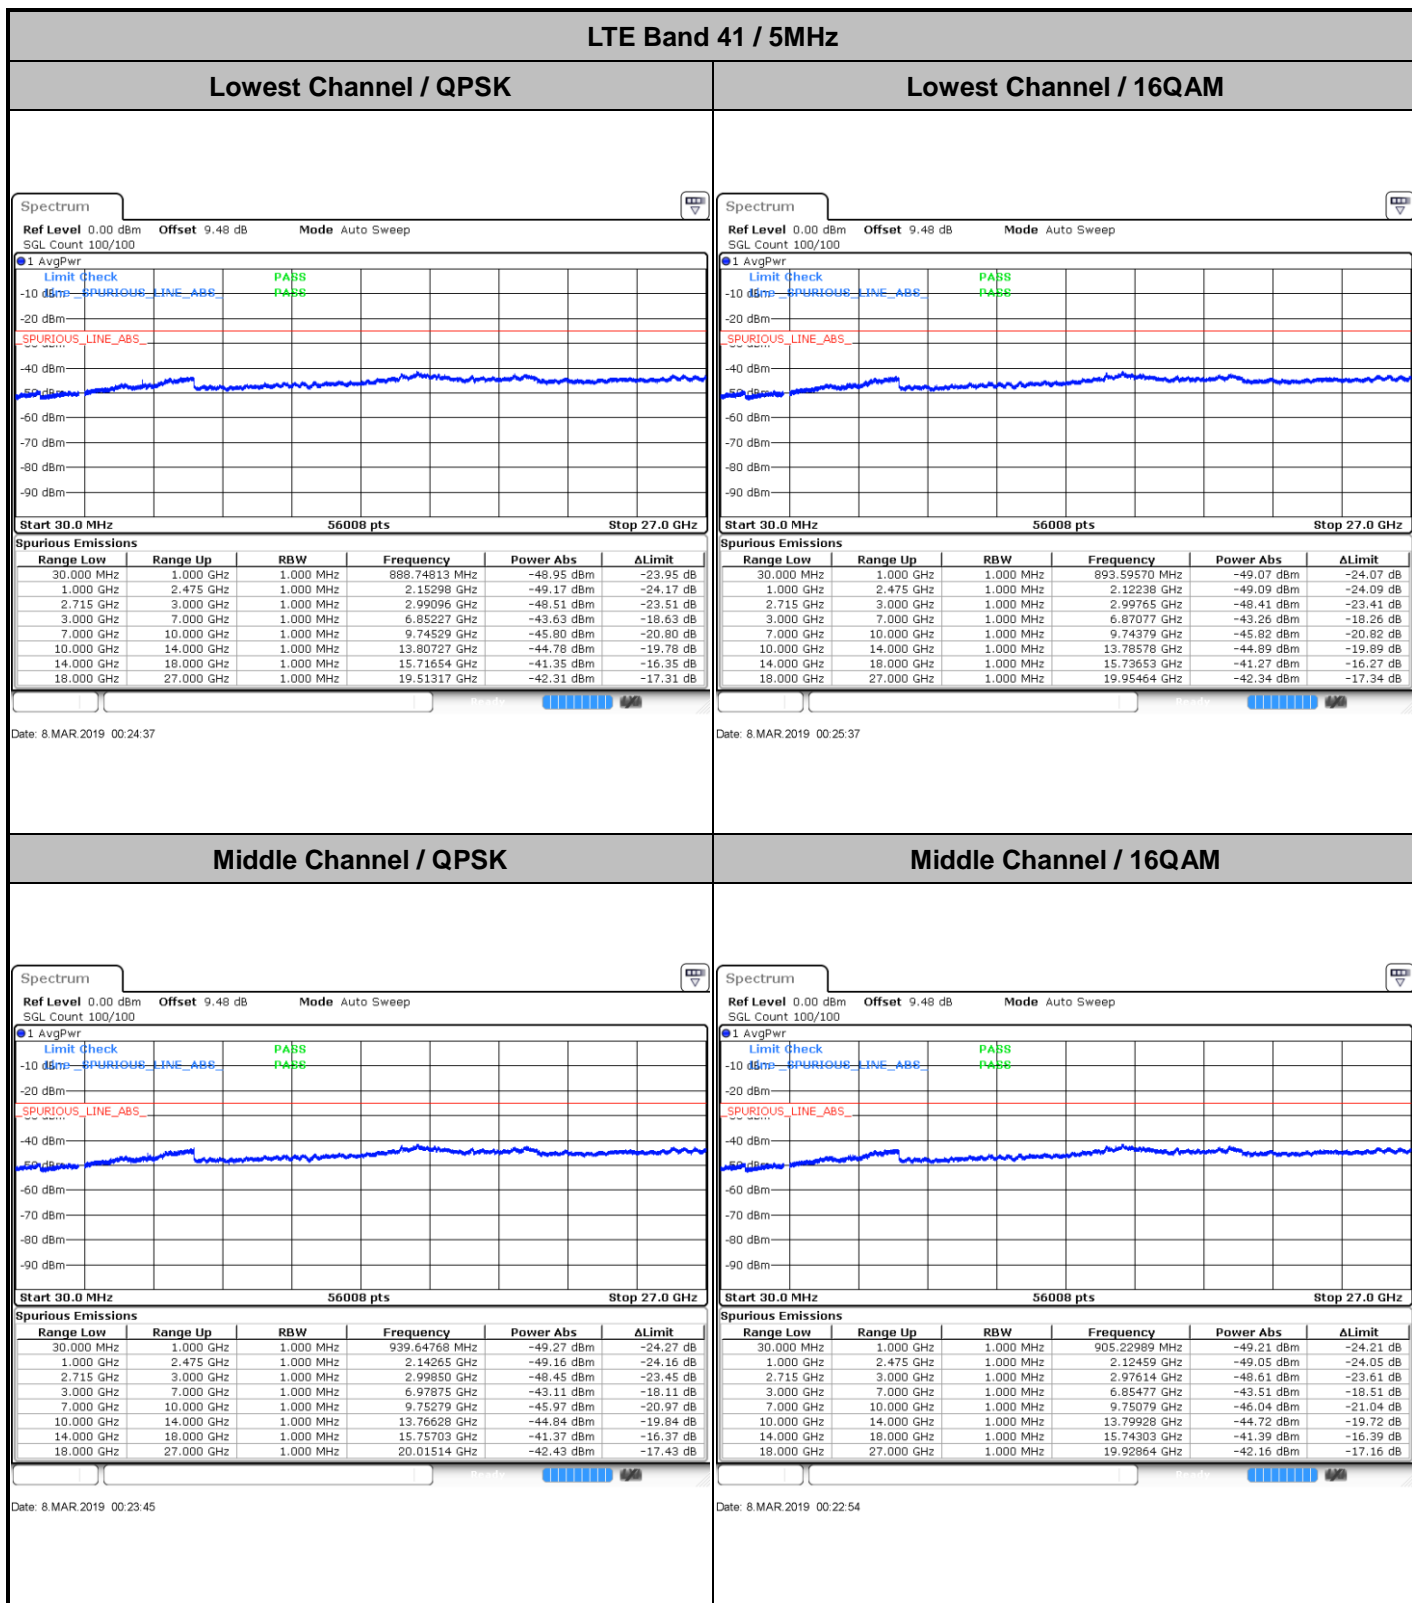 LTE Band 41 / 5MHz
Lowest Channel / QPSK
Lowest Channel / 16QAM
Spectrum
Ref Level 0.00 dBm Offset 9.48 dB Mode Auto Sweep
SGL Count 100/100
1 AvgPwr
Limit Check PASS
Line _SPURIOUS_LINE_ABS_ PASS
-10 dBm
-20 dBm
_SPURIOUS_LINE_ABS_
-40 dBm
-50 dBm
-60 dBm
-70 dBm
-80 dBm
-90 dBm
Start 30.0 MHz 56008 pts Stop 27.0 GHz
Spurious Emissions
Range Low Range Up RBW Frequency Power Abs ΔLimit
30.000 MHz 1.000 GHz 1.000 MHz 888.74813 MHz -48.95 dBm -23.95 dB
1.000 GHz 2.475 GHz 1.000 MHz 2.15298 GHz -49.17 dBm -24.17 dB
2.715 GHz 3.000 GHz 1.000 MHz 2.99096 GHz -48.51 dBm -23.51 dB
3.000 GHz 7.000 GHz 1.000 MHz 6.85227 GHz -43.63 dBm -18.63 dB
7.000 GHz 10.000 GHz 1.000 MHz 9.74529 GHz -45.80 dBm -20.80 dB
10.000 GHz 14.000 GHz 1.000 MHz 13.80727 GHz -44.78 dBm -19.78 dB
14.000 GHz 18.000 GHz 1.000 MHz 15.71654 GHz -41.35 dBm -16.35 dB
18.000 GHz 27.000 GHz 1.000 MHz 19.51317 GHz -42.31 dBm -17.31 dB
Ready
Date: 8.MAR.2019 00:24:37
Spectrum
Ref Level 0.00 dBm Offset 9.48 dB Mode Auto Sweep
SGL Count 100/100
1 AvgPwr
Limit Check PASS
Line _SPURIOUS_LINE_ABS_ PASS
-10 dBm
-20 dBm
_SPURIOUS_LINE_ABS_
-40 dBm
-50 dBm
-60 dBm
-70 dBm
-80 dBm
-90 dBm
Start 30.0 MHz 56008 pts Stop 27.0 GHz
Spurious Emissions
Range Low Range Up RBW Frequency Power Abs ΔLimit
30.000 MHz 1.000 GHz 1.000 MHz 893.59570 MHz -49.07 dBm -24.07 dB
1.000 GHz 2.475 GHz 1.000 MHz 2.12238 GHz -49.09 dBm -24.09 dB
2.715 GHz 3.000 GHz 1.000 MHz 2.99765 GHz -48.41 dBm -23.41 dB
3.000 GHz 7.000 GHz 1.000 MHz 6.87077 GHz -43.26 dBm -18.26 dB
7.000 GHz 10.000 GHz 1.000 MHz 9.74379 GHz -45.82 dBm -20.82 dB
10.000 GHz 14.000 GHz 1.000 MHz 13.78578 GHz -44.89 dBm -19.89 dB
14.000 GHz 18.000 GHz 1.000 MHz 15.73653 GHz -41.27 dBm -16.27 dB
18.000 GHz 27.000 GHz 1.000 MHz 19.95464 GHz -42.34 dBm -17.34 dB
Ready
Date: 8.MAR.2019 00:25:37
Middle Channel / QPSK
Middle Channel / 16QAM
Spectrum
Ref Level 0.00 dBm Offset 9.48 dB Mode Auto Sweep
SGL Count 100/100
1 AvgPwr
Limit Check PASS
Line _SPURIOUS_LINE_ABS_ PASS
-10 dBm
-20 dBm
_SPURIOUS_LINE_ABS_
-40 dBm
-50 dBm
-60 dBm
-70 dBm
-80 dBm
-90 dBm
Start 30.0 MHz 56008 pts Stop 27.0 GHz
Spurious Emissions
Range Low Range Up RBW Frequency Power Abs ΔLimit
30.000 MHz 1.000 GHz 1.000 MHz 939.64768 MHz -49.27 dBm -24.27 dB
1.000 GHz 2.475 GHz 1.000 MHz 2.14265 GHz -49.16 dBm -24.16 dB
2.715 GHz 3.000 GHz 1.000 MHz 2.99850 GHz -48.45 dBm -23.45 dB
3.000 GHz 7.000 GHz 1.000 MHz 6.97875 GHz -43.11 dBm -18.11 dB
7.000 GHz 10.000 GHz 1.000 MHz 9.75279 GHz -45.97 dBm -20.97 dB
10.000 GHz 14.000 GHz 1.000 MHz 13.76628 GHz -44.84 dBm -19.84 dB
14.000 GHz 18.000 GHz 1.000 MHz 15.75703 GHz -41.37 dBm -16.37 dB
18.000 GHz 27.000 GHz 1.000 MHz 20.01514 GHz -42.43 dBm -17.43 dB
Ready
Date: 8.MAR.2019 00:23:45
Spectrum
Ref Level 0.00 dBm Offset 9.48 dB Mode Auto Sweep
SGL Count 100/100
1 AvgPwr
Limit Check PASS
Line _SPURIOUS_LINE_ABS_ PASS
-10 dBm
-20 dBm
_SPURIOUS_LINE_ABS_
-40 dBm
-50 dBm
-60 dBm
-70 dBm
-80 dBm
-90 dBm
Start 30.0 MHz 56008 pts Stop 27.0 GHz
Spurious Emissions
Range Low Range Up RBW Frequency Power Abs ΔLimit
30.000 MHz 1.000 GHz 1.000 MHz 905.22989 MHz -49.21 dBm -24.21 dB
1.000 GHz 2.475 GHz 1.000 MHz 2.12459 GHz -49.05 dBm -24.05 dB
2.715 GHz 3.000 GHz 1.000 MHz 2.97614 GHz -48.61 dBm -23.61 dB
3.000 GHz 7.000 GHz 1.000 MHz 6.85477 GHz -43.51 dBm -18.51 dB
7.000 GHz 10.000 GHz 1.000 MHz 9.75079 GHz -46.04 dBm -21.04 dB
10.000 GHz 14.000 GHz 1.000 MHz 13.79928 GHz -44.72 dBm -19.72 dB
14.000 GHz 18.000 GHz 1.000 MHz 15.74303 GHz -41.39 dBm -16.39 dB
18.000 GHz 27.000 GHz 1.000 MHz 19.92864 GHz -42.16 dBm -17.16 dB
Ready
Date: 8.MAR.2019 00:22:54